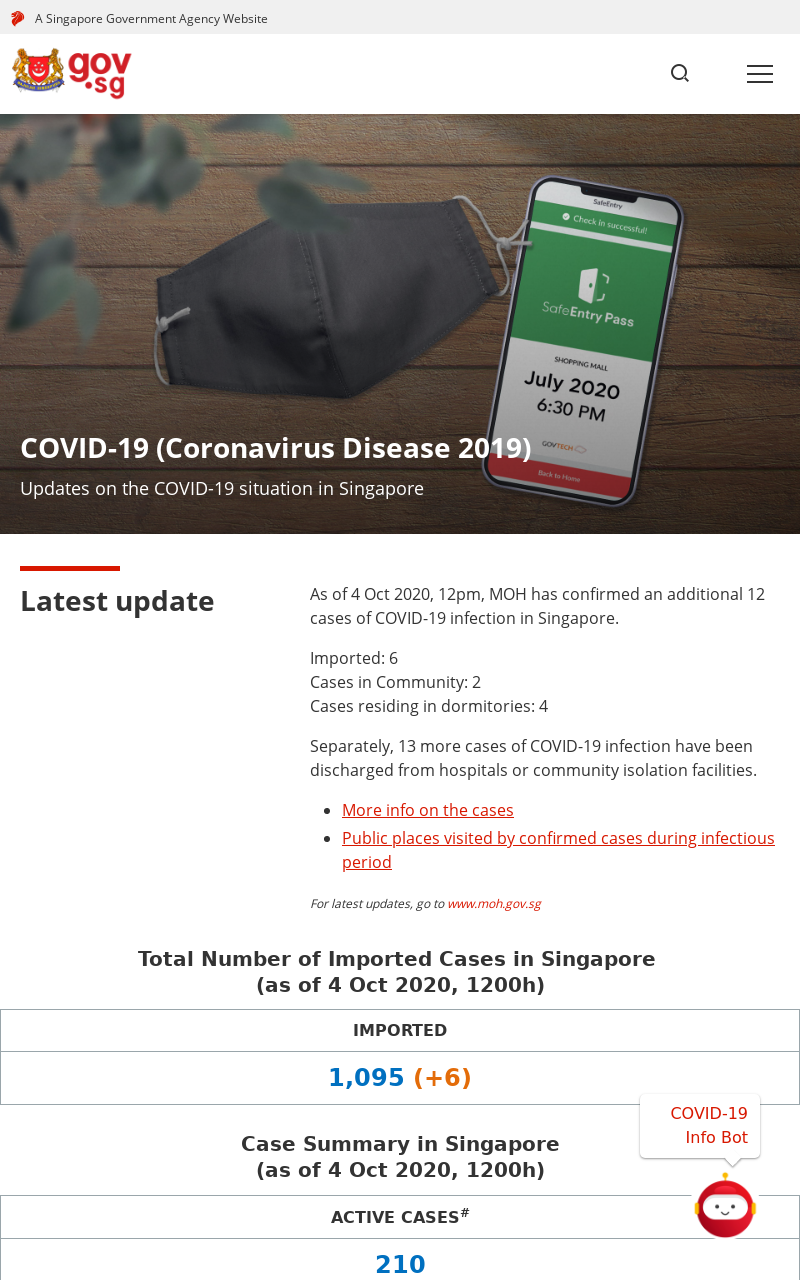 A Singapore Government Agency Website
gov
.sg
SafeEntry
Check in successful!
SafeEntry Pass
SHOPPING MALL
July 2020
6:30 PM
GOVTECH
Back to Home
COVID-19 (Coronavirus Disease 2019)
Updates on the COVID-19 situation in Singapore
Latest update
As of 4 Oct 2020, 12pm, MOH has confirmed an additional 12
cases of COVID-19 infection in Singapore.
Imported: 6
Cases in Community: 2
Cases residing in dormitories: 4
Separately, 13 more cases of COVID-19 infection have been
discharged from hospitals or community isolation facilities.
More info on the cases
Public places visited by confirmed cases during infectious
period
For latest updates, go to www.moh.gov.sg
Total Number of Imported Cases in Singapore
(as of 4 Oct 2020, 1200h)
IMPORTED
1,095 (+6)
COVID-19
Info Bot
Case Summary in Singapore
(as of 4 Oct 2020, 1200h)
ACTIVE CASES#
210